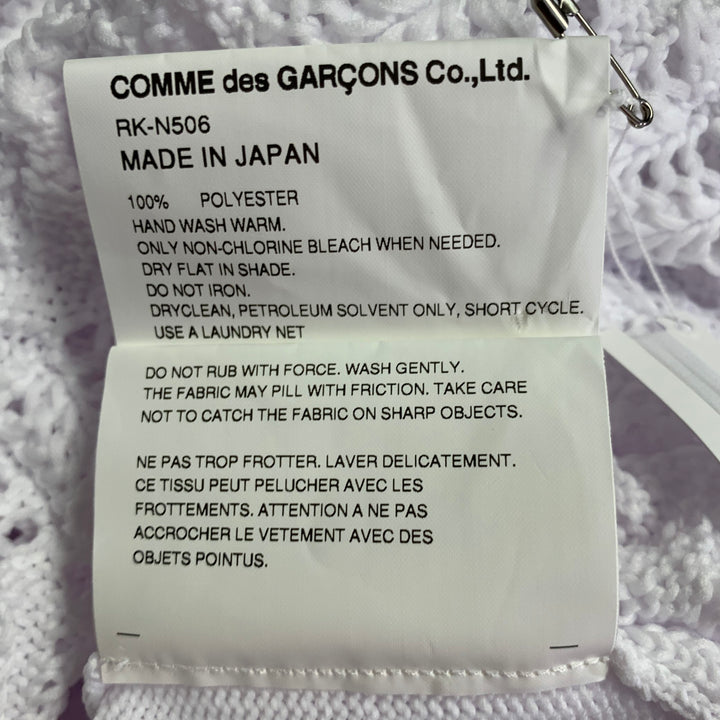 COMME des GARÇONS Co.,Ltd.
RK-N506
MADE IN JAPAN
100% POLYESTER
HAND WASH WARM.
ONLY NON-CHLORINE BLEACH WHEN NEEDED.
DRY FLAT IN SHADE.
DO NOT IRON.
DRYCLEAN, PETROLEUM SOLVENT ONLY, SHORT CYCLE.
USE A LAUNDRY NET
DO NOT RUB WITH FORCE. WASH GENTLY.
THE FABRIC MAY PILL WITH FRICTION. TAKE CARE
NOT TO CATCH THE FABRIC ON SHARP OBJECTS.
NE PAS TROP FROTTER. LAVER DELICATEMENT.
CE TISSU PEUT PELUCHER AVEC LES
FROTTEMENTS. ATTENTION A NE PAS
ACCROCHER LE VETEMENT AVEC DES
OBJETS POINTUS.